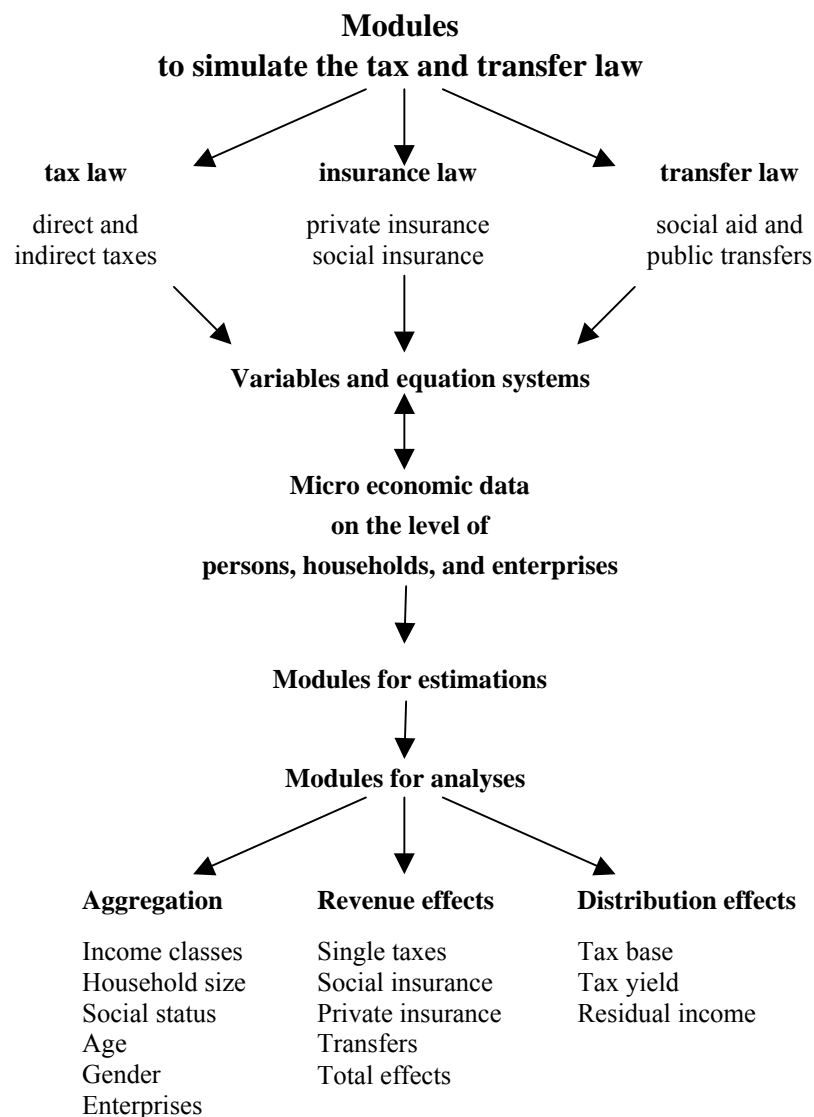 Modules
to simulate the tax and transfer law
tax law
direct and
indirect taxes
insurance law
private insurance
social insurance
transfer law
social aid and
public transfers
Variables and equation systems
Micro economic data
on the level of
persons, households, and enterprises
Modules for estimations
Modules for analyses
Aggregation
Income classes
Household size
Social status
Age
Gender
Enterprises
Revenue effects
Single taxes
Social insurance
Private insurance
Transfers
Total effects
Distribution effects
Tax base
Tax yield
Residual income